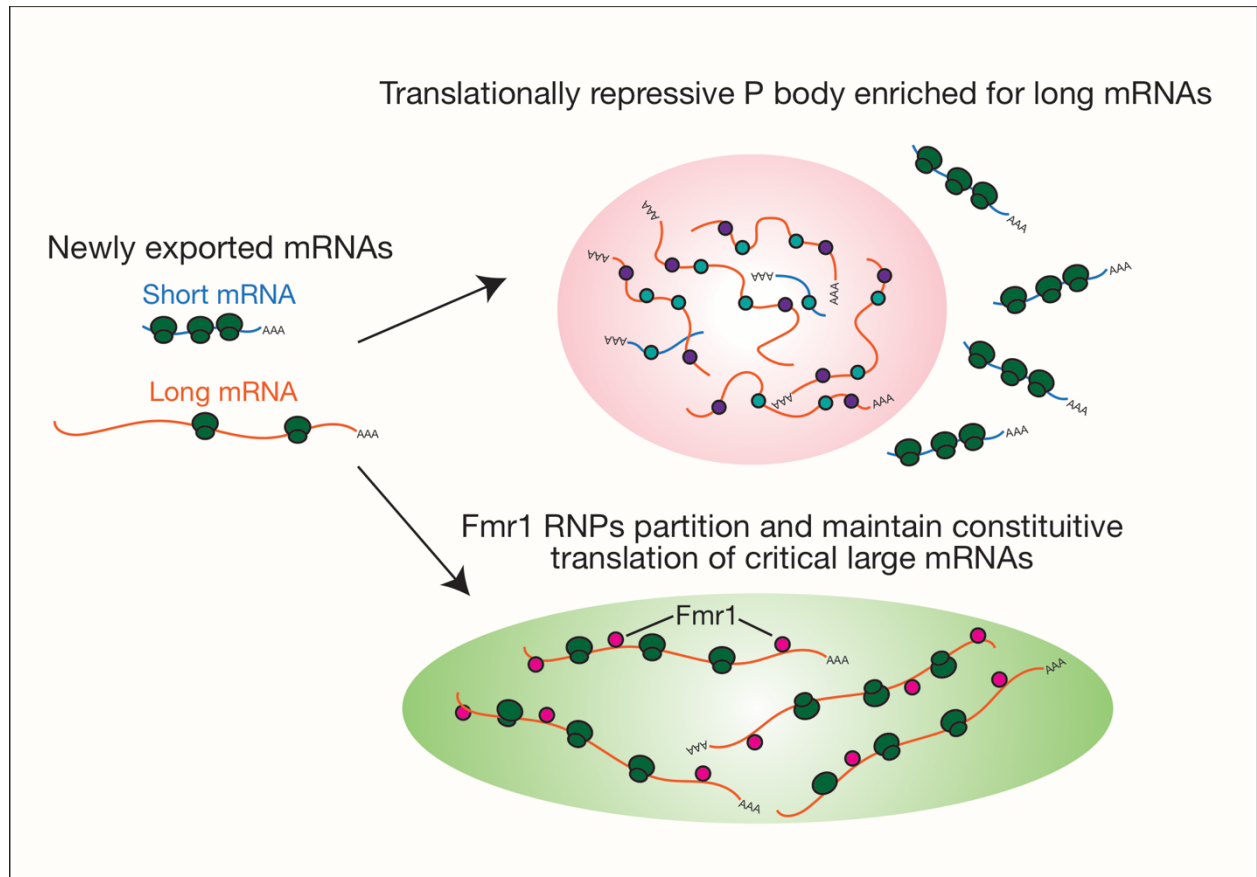 Translationally repressive P body enriched for long mRNAs
Newly exported mRNAs
Short mRNA
AAA
Long mRNA
AAA
AAA
AAA
AAA
AAA
AAA
AAA
AAA
AAA
AAA
AAA
AAA
Fmr1 RNPs partition and maintain constituitive
translation of critical large mRNAs
Fmr1
AAA
AAA
AAA
AAA